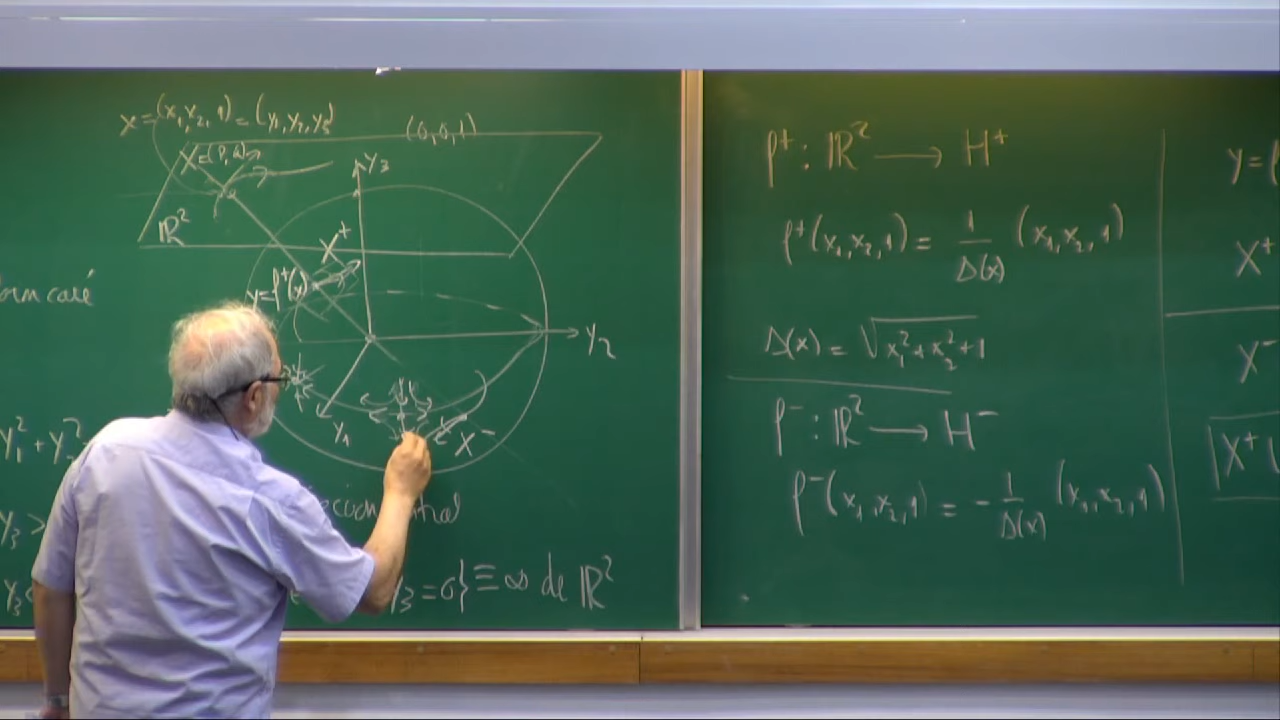 x = (x₁, x₂, 1) = (y₁, y₂, y₃)
(0, 0, 1)
X = (P, Q)
y₃
ℝ²
X⁺
y = f⁺(x)
y₂
y₁
X⁻
y₁² + y₂²
y₃ >
y₃
y₃ = 0} ≡ ∞ de ℝ²
f⁺ : ℝ² → H⁺
f⁺(x₁, x₂, 1) = 1/Δ(x) (x₁, x₂, 1)
Δ(x) = √(x₁² + x₂² + 1)
f⁻ : ℝ² → H⁻
f⁻(x₁, x₂, 1) = - 1/Δ(x) (x₁, x₂, 1)
y =
X⁺
X⁻
X⁺ ∪